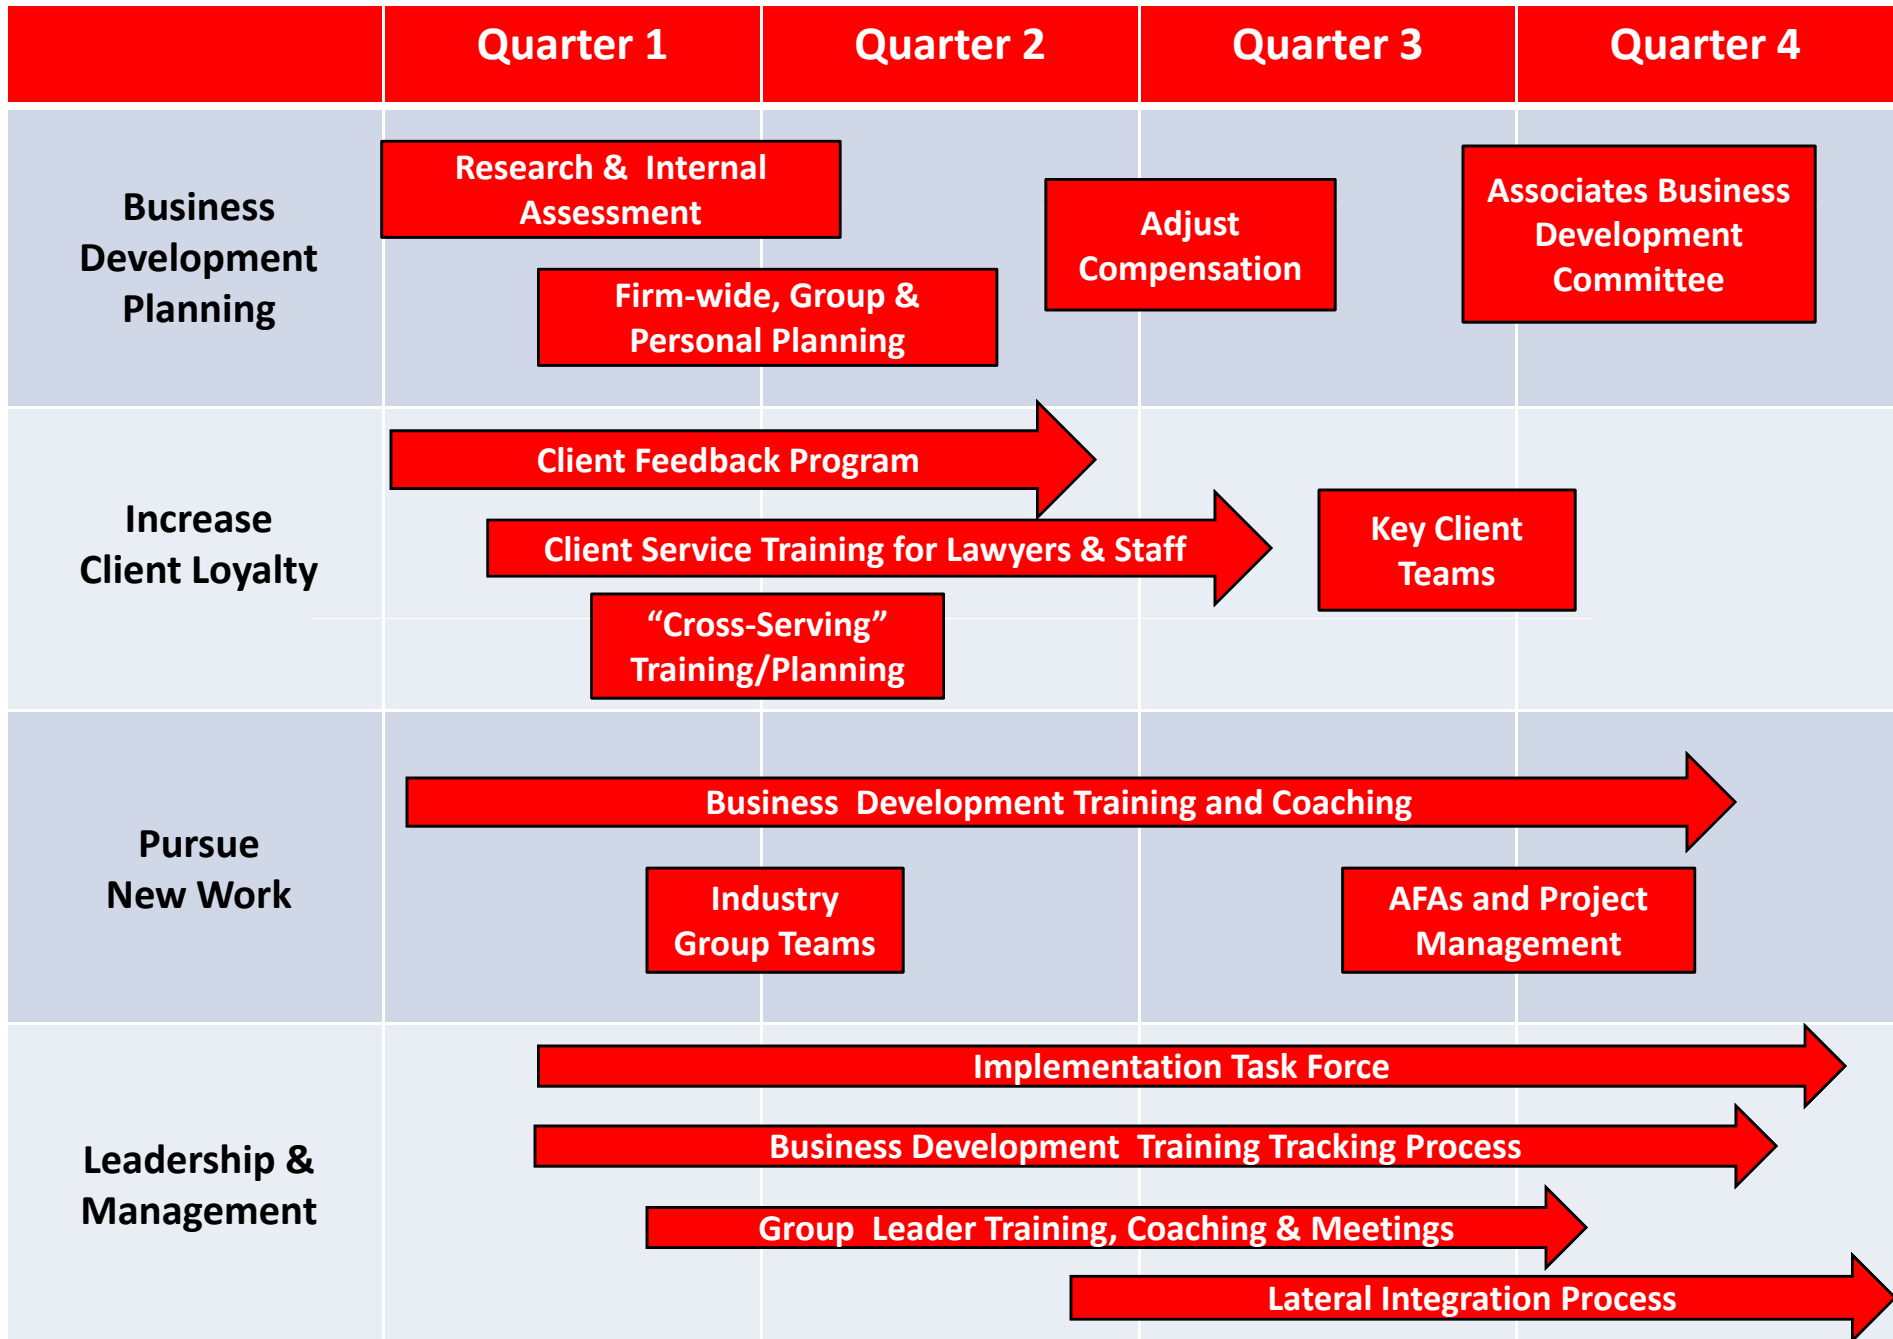 Quarter 1
Quarter 2
Quarter 3
Quarter 4
Business
Development
Planning
Research &  Internal
Assessment
Firm-wide, Group &
Personal Planning
Adjust
Compensation
Associates Business
Development
Committee
Increase
Client Loyalty
Client Feedback Program
Client Service Training for Lawyers & Staff
“Cross-Serving”
Training/Planning
Key Client
Teams
Pursue
New Work
Business  Development Training and Coaching
Industry
Group Teams
AFAs and Project
Management
Leadership &
Management
Implementation Task Force
Business Development  Training Tracking Process
Group  Leader Training, Coaching & Meetings
Lateral Integration Process